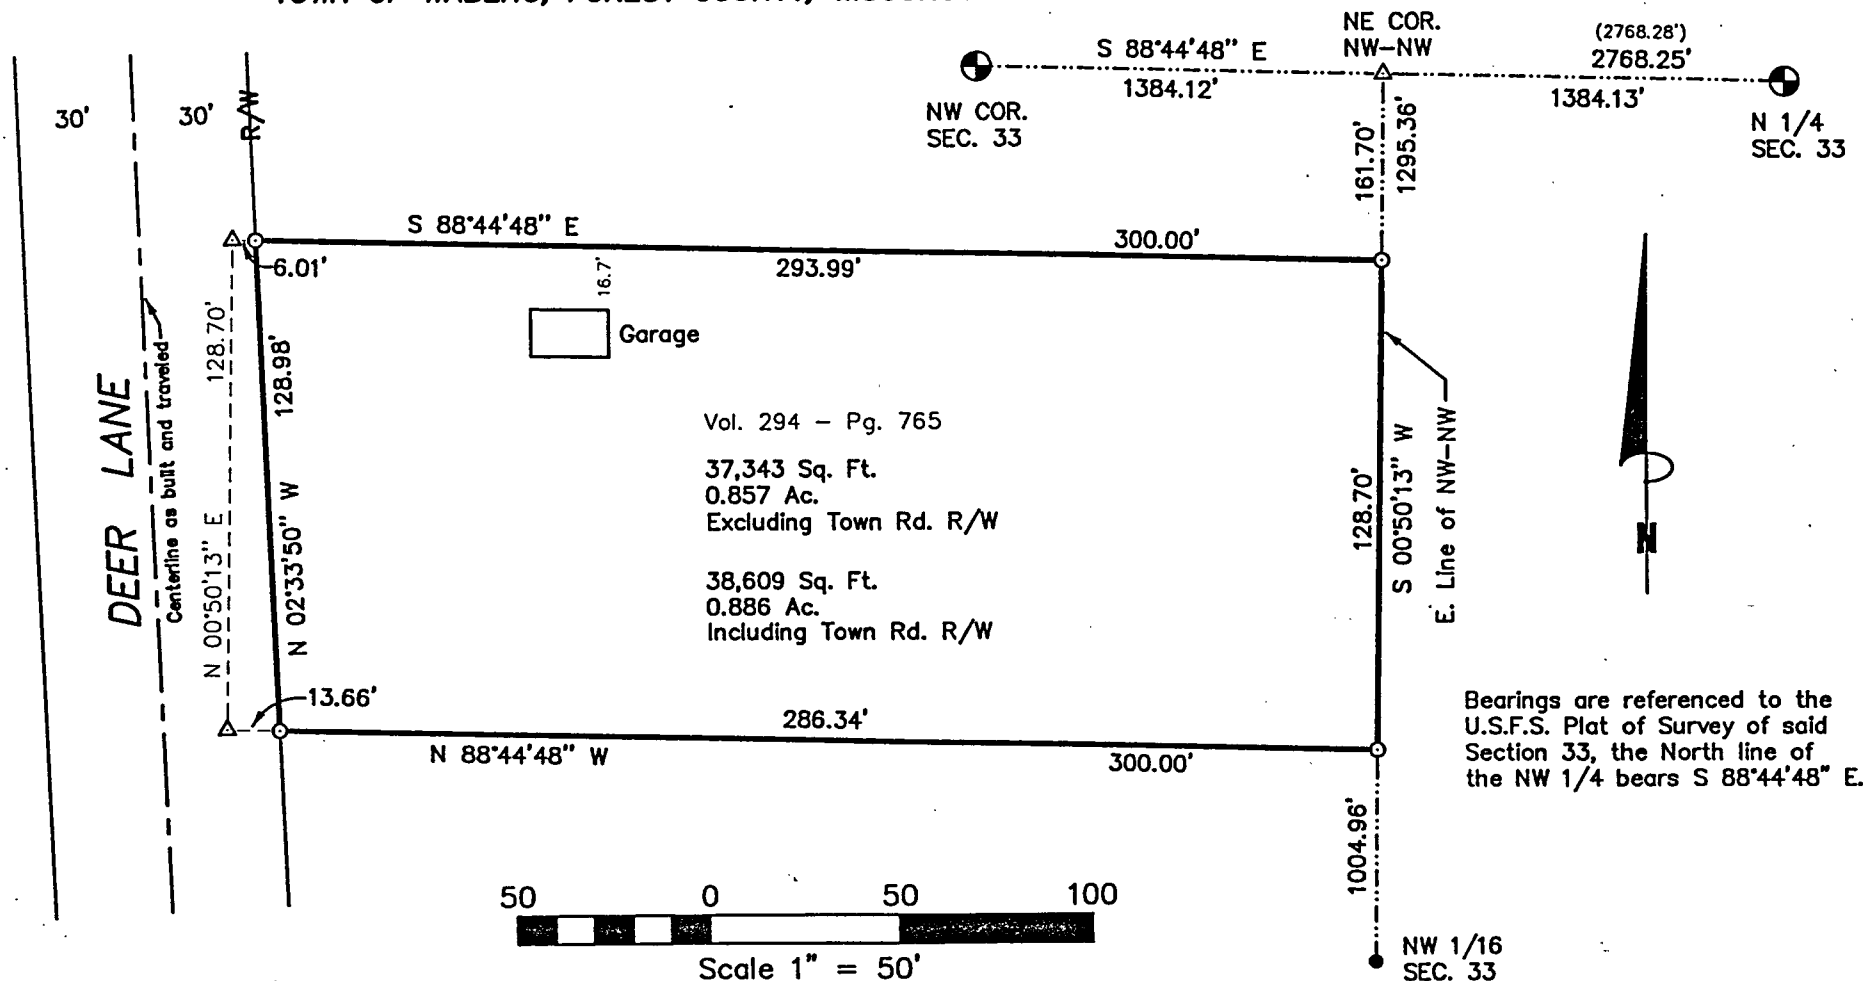 NE COR.
NW-NW
(2768.28')
2768.25'
S 88°44'48" E
1384.12'
1384.13'
NW COR.
SEC. 33
N 1/4
SEC. 33
30'
30'
R/W
161.70'
1295.36'
S 88°44'48" E
300.00'
6.01'
293.99'
16.7'
Garage
128.70'
128.98'
DEER LANE
Centerline as built and traveled
N 00°50'13" E
N 02°33'50" W
Vol. 294 - Pg. 765
37,343 Sq. Ft.
0.857 Ac.
Excluding Town Rd. R/W
38,609 Sq. Ft.
0.886 Ac.
Including Town Rd. R/W
128.70'
S 00°50'13" W
E. Line of NW-NW
N
13.66'
286.34'
N 88°44'48" W
300.00'
Bearings are referenced to the
U.S.F.S. Plat of Survey of said
Section 33, the North line of
the NW 1/4 bears S 88°44'48" E.
1004.96'
50 0 50 100
Scale 1" = 50'
NW 1/16
SEC. 33